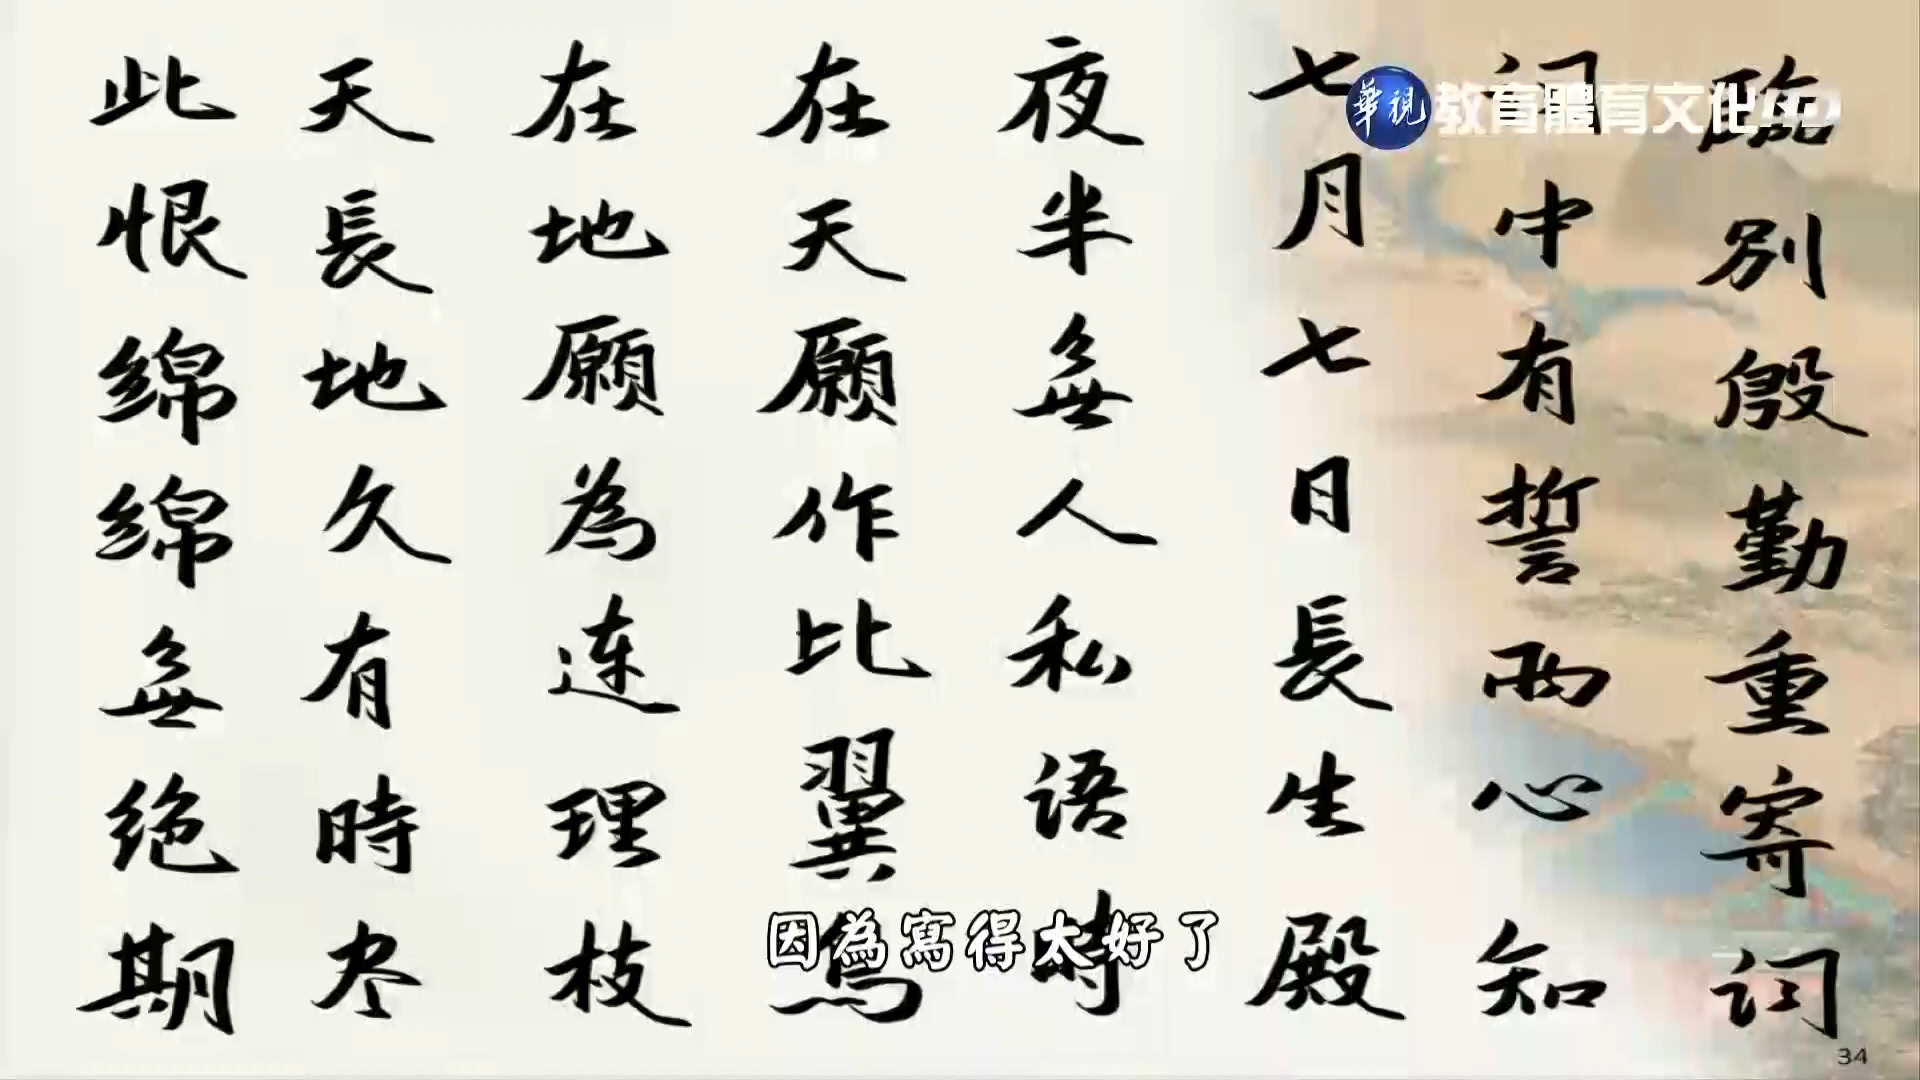 臨別殷勤重寄词
词中有誓兩心知
七月七日長生殿
夜半無人私语時
在天願作比翼鳥
在地願為連理枝
天長地久有時尽
此恨綿綿無绝期
華視 教育體育文化
因為寫得太好了
34